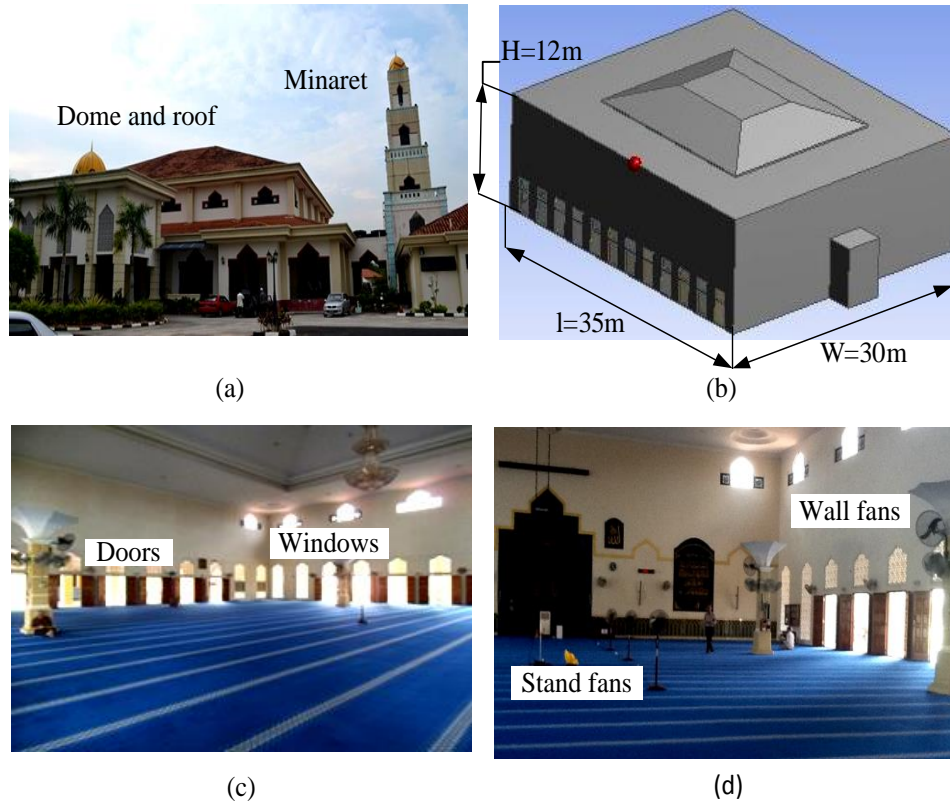 Minaret
Dome and roof
(a)
H=12m
l=35m
W=30m
(b)
Doors
Windows
(c)
Wall fans
Stand fans
(d)